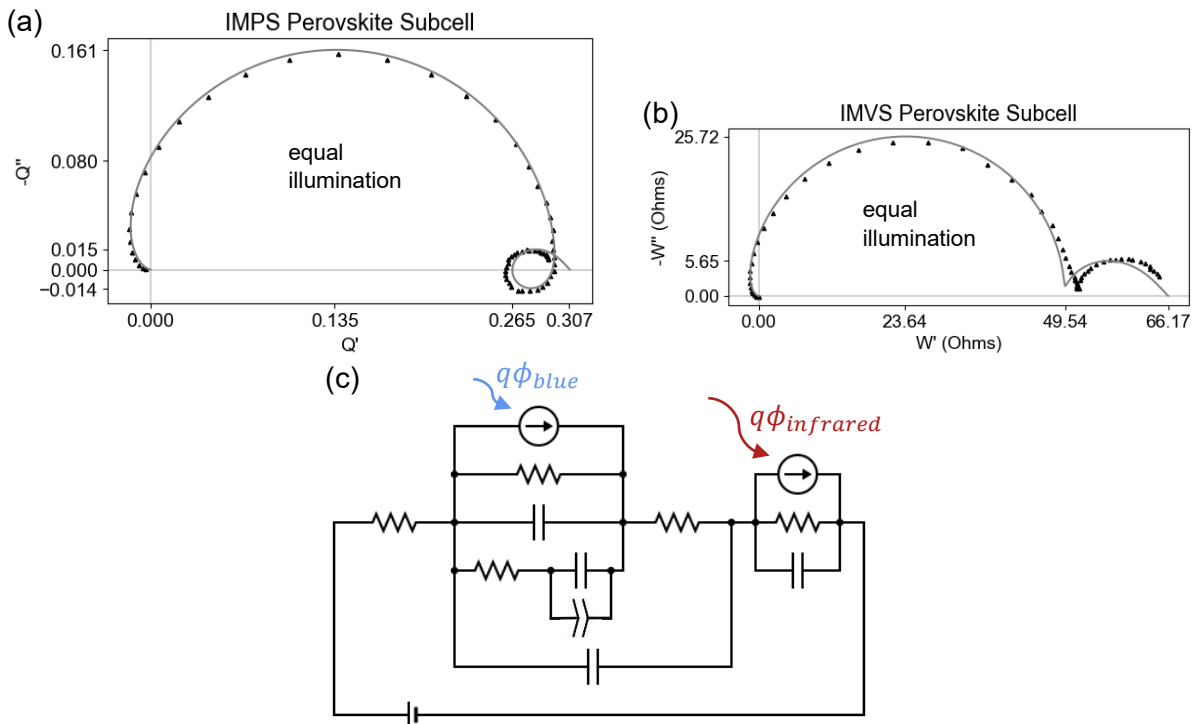 (a)
IMPS Perovskite Subcell
0.161
0.080
0.015
0.000
−0.014
-Q"
equal
illumination
0.000
0.135
0.265
0.307
Q'
(b)
IMVS Perovskite Subcell
25.72
5.65
0.00
-W" (Ohms)
equal
illumination
0.00
23.64
49.54
66.17
W' (Ohms)
(c)
qϕblue
qϕinfrared